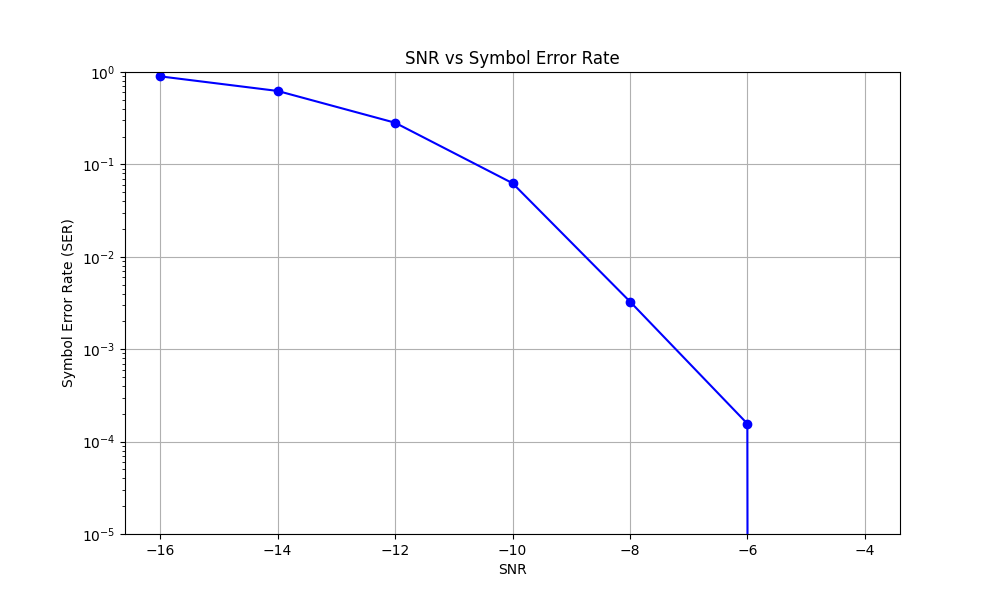 SNR vs Symbol Error Rate
Symbol Error Rate (SER)
10⁰
10⁻¹
10⁻²
10⁻³
10⁻⁴
10⁻⁵
−16 −14 −12 −10 −8 −6 −4
SNR